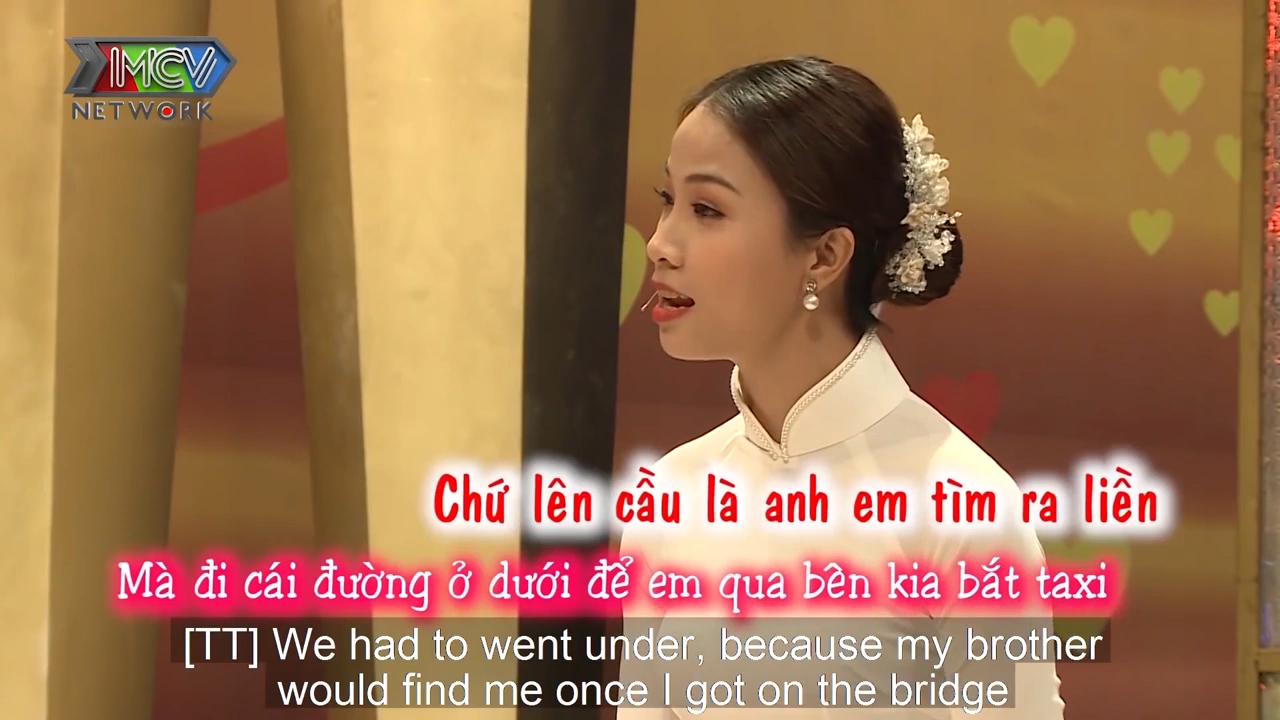 MCV
NETWORK
Chứ lên cầu là anh em tìm ra liền
Mà đi cái đường ở dưới để em qua bên kia bắt taxi
[TT] We had to went under, because my brother
would find me once I got on the bridge